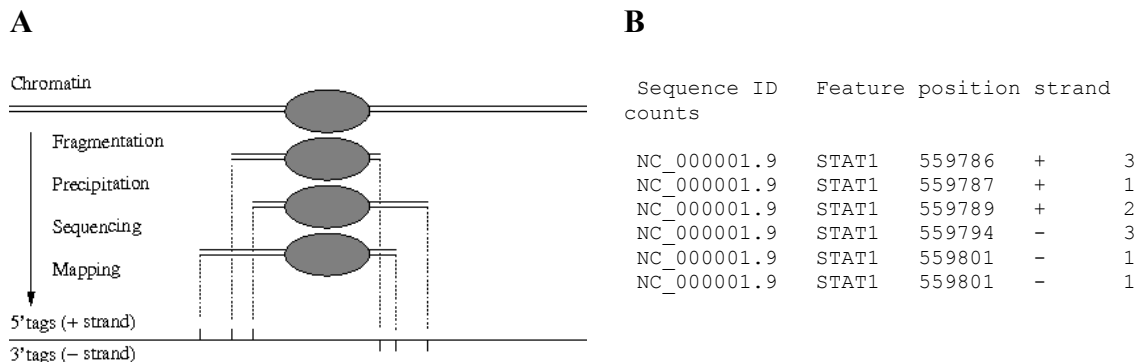 A
Chromatin
Fragmentation
Precipitation
Sequencing
Mapping
5'tags (+ strand)
3'tags (− strand)
B
Sequence ID Feature position strand
counts
NC_000001.9 STAT1 559786 + 3
NC_000001.9 STAT1 559787 + 1
NC_000001.9 STAT1 559789 + 2
NC_000001.9 STAT1 559794 - 3
NC_000001.9 STAT1 559801 - 1
NC_000001.9 STAT1 559801 - 1